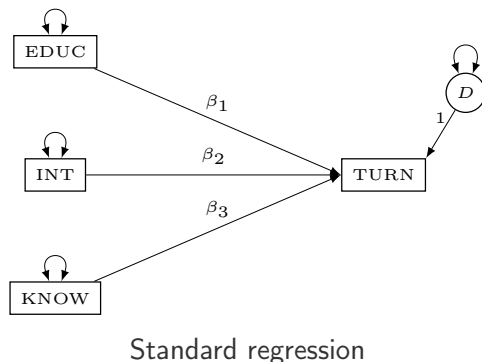 EDUC
D
β1
1
β2
INT
TURN
β3
KNOW
Standard regression